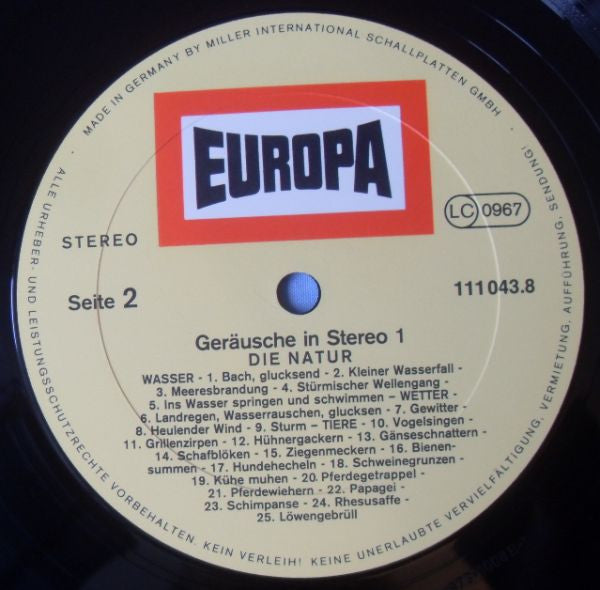 MADE IN GERMANY BY MILLER INTERNATIONAL SCHALLPLATTEN GMBH ·
EUROPA
LC 0967
STEREO
Seite 2
111 043.8
Geräusche in Stereo 1
DIE NATUR
WASSER - 1. Bach, glucksend - 2. Kleiner Wasserfall -
3. Meeresbrandung - 4. Stürmischer Wellengang -
5. Ins Wasser springen und schwimmen – WETTER -
6. Landregen, Wasserrauschen, glucksen - 7. Gewitter -
8. Heulender Wind - 9. Sturm – TIERE - 10. Vogelsingen -
11. Grillenzirpen - 12. Hühnergackern - 13. Gänseschnattern -
14. Schafblöken - 15. Ziegenmeckern - 16. Bienen-
summen - 17. Hundehecheln - 18. Schweinegrunzen -
19. Kühe muhen - 20. Pferdegetrappel -
21. Pferdewiehern - 22. Papagei -
23. Schimpanse - 24. Rhesusaffe -
25. Löwengebrüll
ALLE URHEBER- UND LEISTUNGSSCHUTZRECHTE VORBEHALTEN. KEIN VERLEIH! KEINE UNERLAUBTE VERVIELFÄLTIGUNG, VERMIETUNG, AUFFÜHRUNG, SENDUNG!